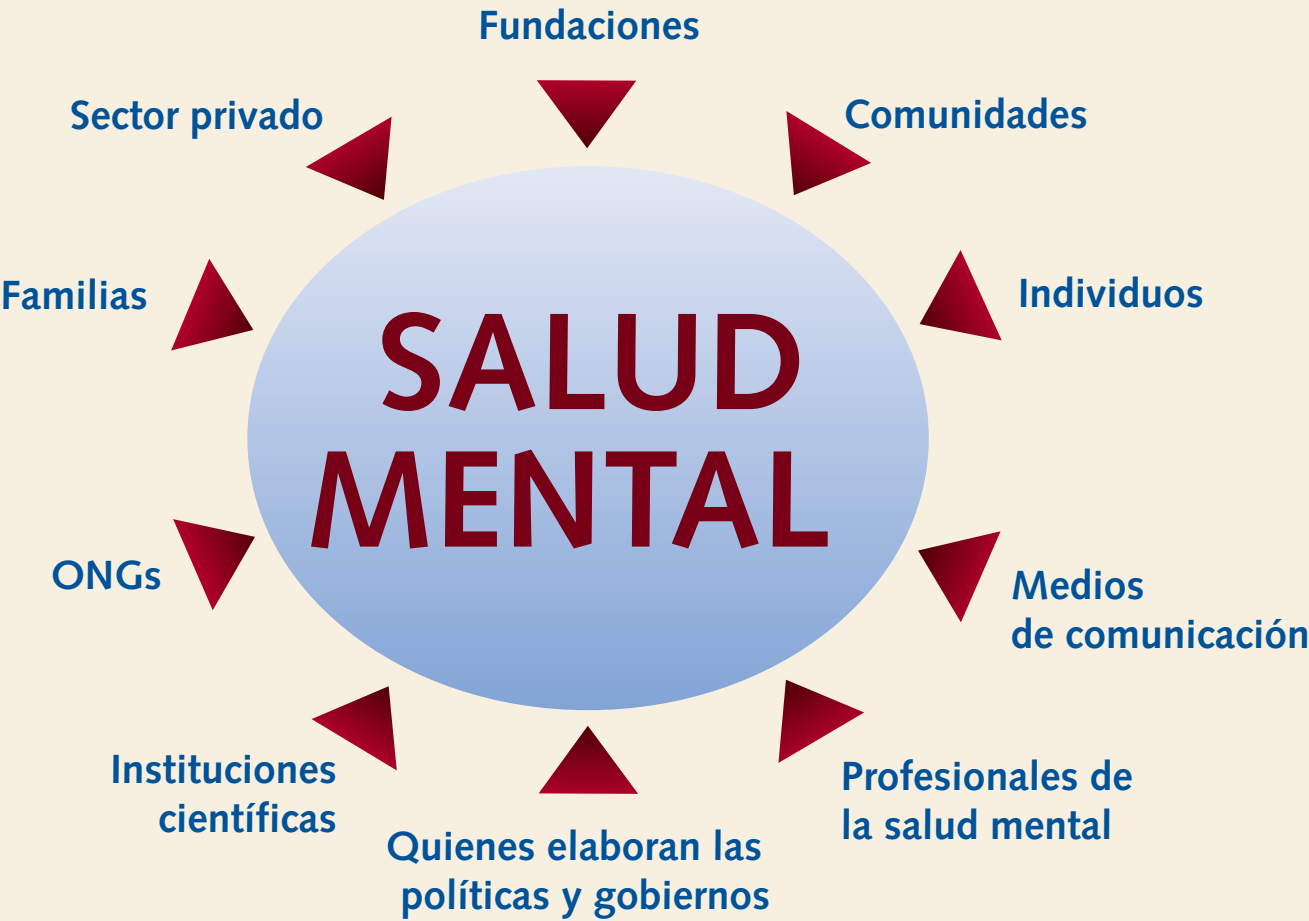 Fundaciones
Sector privado
Comunidades
Familias
Individuos
SALUD
MENTAL
ONGs
Medios
de comunicación
Instituciones
científicas
Profesionales de
la salud mental
Quienes elaboran las
políticas y gobiernos